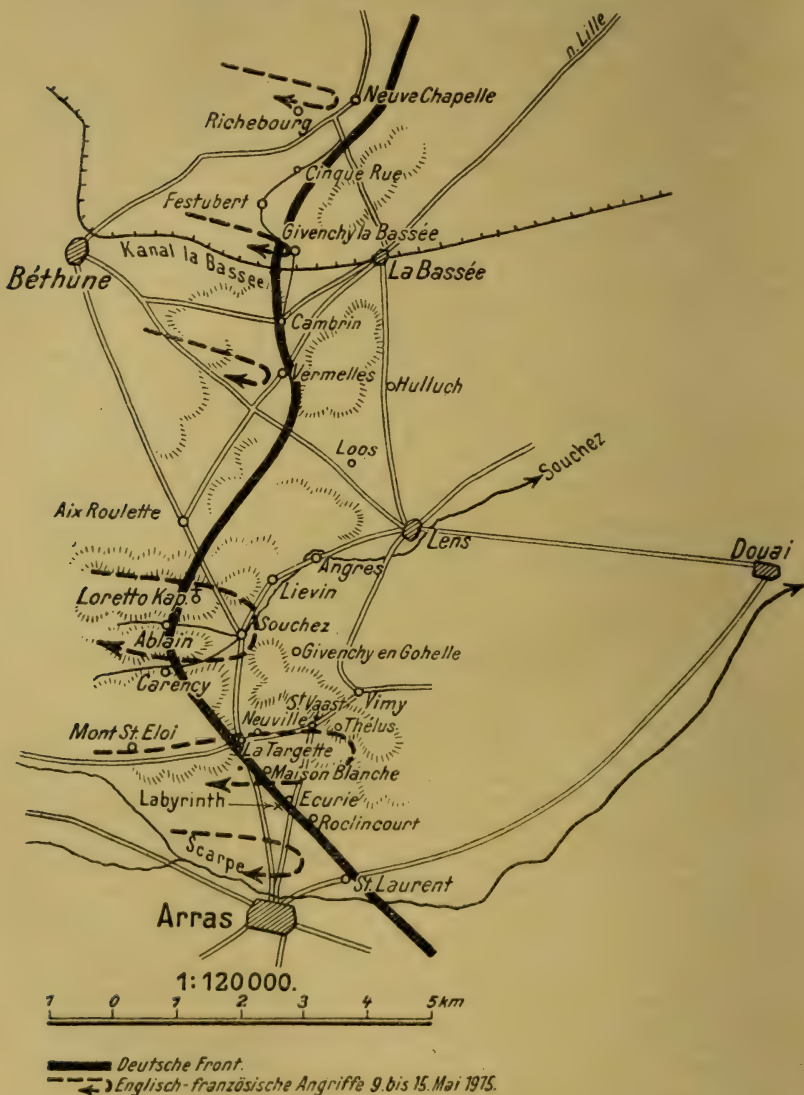 n. Lille
Neuve Chapelle
Richebourg
Cinque Rue
Festubert
Givenchy la Bassée
Kanal la Bassée
La Bassée
Béthune
Cambrin
Vermelles
Hulluch
Loos
Souchez
Aix Roulette
Lens
Douai
Angres
Lievin
Loretto Kap.
Souchez
Ablain
Givenchy en Gohelle
Carency
Vimy
St Vaast
Neuville
Thélus
Mont St. Eloi
La Targette
Maison Blanche
Labyrinth
Ecurie
Roclincourt
Scarpe
St. Laurent
Arras
1:120000.
1 0 1 2 3 4 5 km
Deutsche Front.
Englisch-französische Angriffe 9. bis 15. Mai 1915.